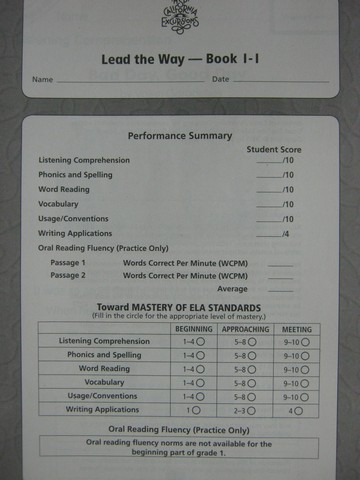 CALIFORNIA
EXCURSIONS
Lead the Way — Book 1-1
Name Date
Performance Summary
Student Score
Listening Comprehension /10
Phonics and Spelling /10
Word Reading /10
Vocabulary /10
Usage/Conventions /10
Writing Applications /4
Oral Reading Fluency (Practice Only)
Passage 1 Words Correct Per Minute (WCPM)
Passage 2 Words Correct Per Minute (WCPM)
Average
Toward MASTERY OF ELA STANDARDS
(Fill in the circle for the appropriate level of mastery.)
BEGINNING APPROACHING MEETING
Listening Comprehension 1–4 5–8 9–10
Phonics and Spelling 1–4 5–8 9–10
Word Reading 1–4 5–8 9–10
Vocabulary 1–4 5–8 9–10
Usage/Conventions 1–4 5–8 9–10
Writing Applications 1 2–3 4
Oral Reading Fluency (Practice Only)
Oral reading fluency norms are not available for the
beginning part of grade 1.